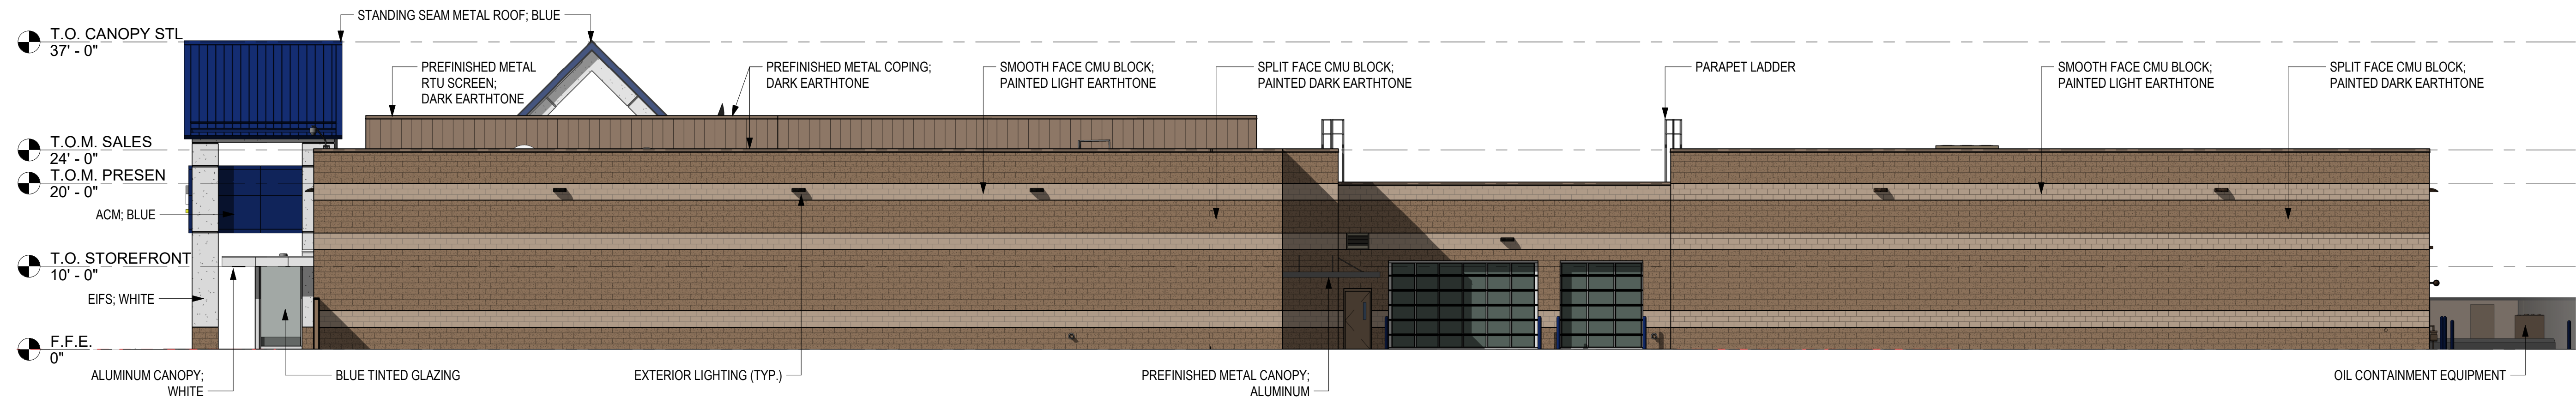 STANDING SEAM METAL ROOF; BLUE
T.O. CANOPY STL
37' - 0"
PREFINISHED METAL
RTU SCREEN;
DARK EARTHTONE
PREFINISHED METAL COPING;
DARK EARTHTONE
SMOOTH FACE CMU BLOCK;
PAINTED LIGHT EARTHTONE
SPLIT FACE CMU BLOCK;
PAINTED DARK EARTHTONE
PARAPET LADDER
SMOOTH FACE CMU BLOCK;
PAINTED LIGHT EARTHTONE
SPLIT FACE CMU BLOCK;
PAINTED DARK EARTHTONE
T.O.M. SALES
24' - 0"
T.O.M. PRESEN
20' - 0"
ACM; BLUE
T.O. STOREFRONT
10' - 0"
EIFS; WHITE
F.F.E.
0"
ALUMINUM CANOPY;
WHITE
BLUE TINTED GLAZING
EXTERIOR LIGHTING (TYP.)
PREFINISHED METAL CANOPY;
ALUMINUM
OIL CONTAINMENT EQUIPMENT